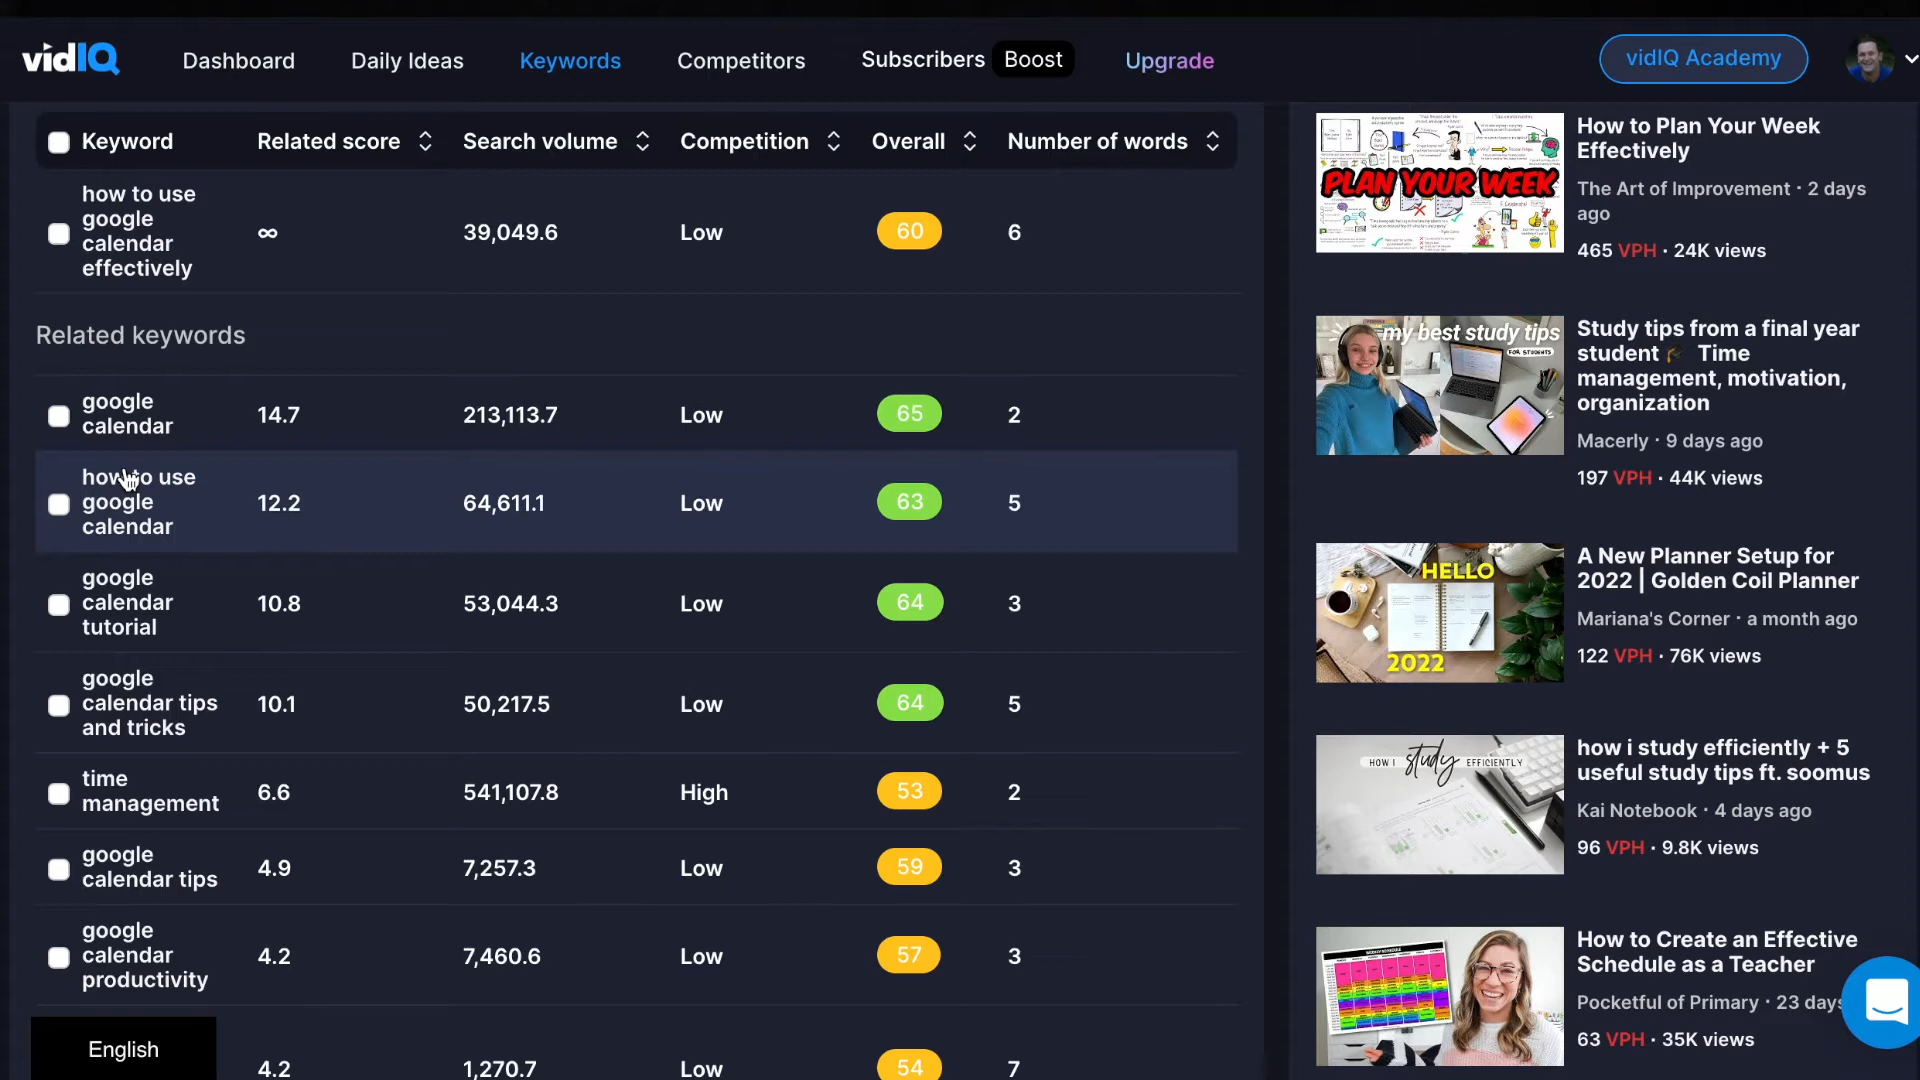 vidIQ
Dashboard
Daily Ideas
Keywords
Competitors
Subscribers Boost
Upgrade
vidIQ Academy
Keyword
Related score
Search volume
Competition
Overall
Number of words
how to use
google
calendar
effectively
∞
39,049.6
Low
60
6
Related keywords
google
calendar
14.7
213,113.7
Low
65
2
how to use
google
calendar
12.2
64,611.1
Low
63
5
google
calendar
tutorial
10.8
53,044.3
Low
64
3
google
calendar tips
and tricks
10.1
50,217.5
Low
64
5
time
management
6.6
541,107.8
High
53
2
google
calendar tips
4.9
7,257.3
Low
59
3
google
calendar
productivity
4.2
7,460.6
Low
57
3
English
4.2
1,270.7
Low
54
7
PLAN YOUR WEEK
How to Plan Your Week
Effectively
The Art of Improvement · 2 days
ago
465 VPH · 24K views
my best study tips
FOR STUDENTS
Study tips from a final year
student 🎓 Time
management, motivation,
organization
Macerly · 9 days ago
197 VPH · 44K views
HELLO
2022
A New Planner Setup for
2022 | Golden Coil Planner
Mariana's Corner · a month ago
122 VPH · 76K views
HOW I study EFFICIENTLY
how i study efficiently + 5
useful study tips ft. soomus
Kai Notebook · 4 days ago
96 VPH · 9.8K views
How to Create an Effective
Schedule as a Teacher
Pocketful of Primary · 23 days
63 VPH · 35K views